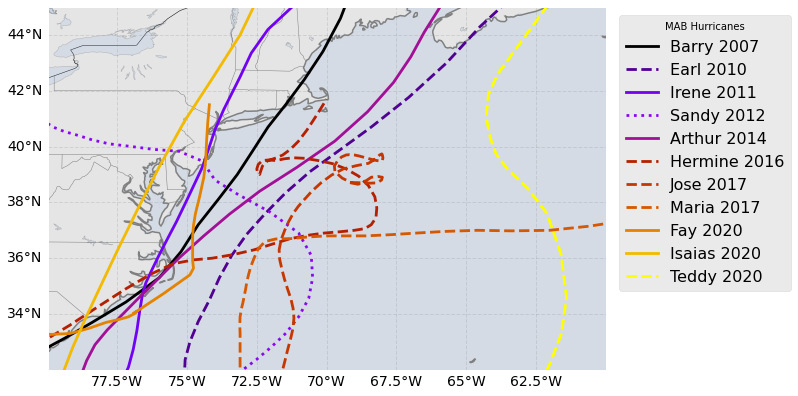 MAB Hurricanes
Barry 2007
Earl 2010
Irene 2011
Sandy 2012
Arthur 2014
Hermine 2016
Jose 2017
Maria 2017
Fay 2020
Isaias 2020
Teddy 2020
44°N
42°N
40°N
38°N
36°N
34°N
77.5°W 75°W 72.5°W 70°W 67.5°W 65°W 62.5°W